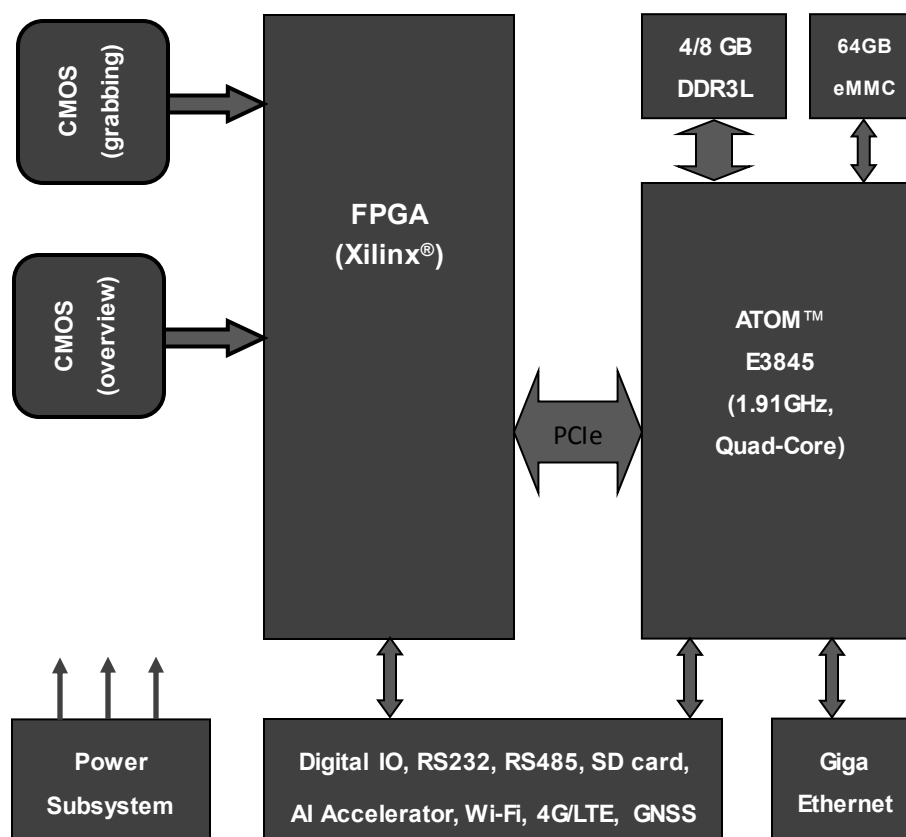 CMOS
(grabbing)
4/8 GB
DDR3L
64GB
eMMC
FPGA
(Xilinx®)
CMOS
(overview)
ATOM™
E3845
(1.91GHz,
Quad-Core)
PCIe
Power
Subsystem
Digital IO, RS232, RS485, SD card,
AI Accelerator, Wi-Fi, 4G/LTE, GNSS
Giga
Ethernet